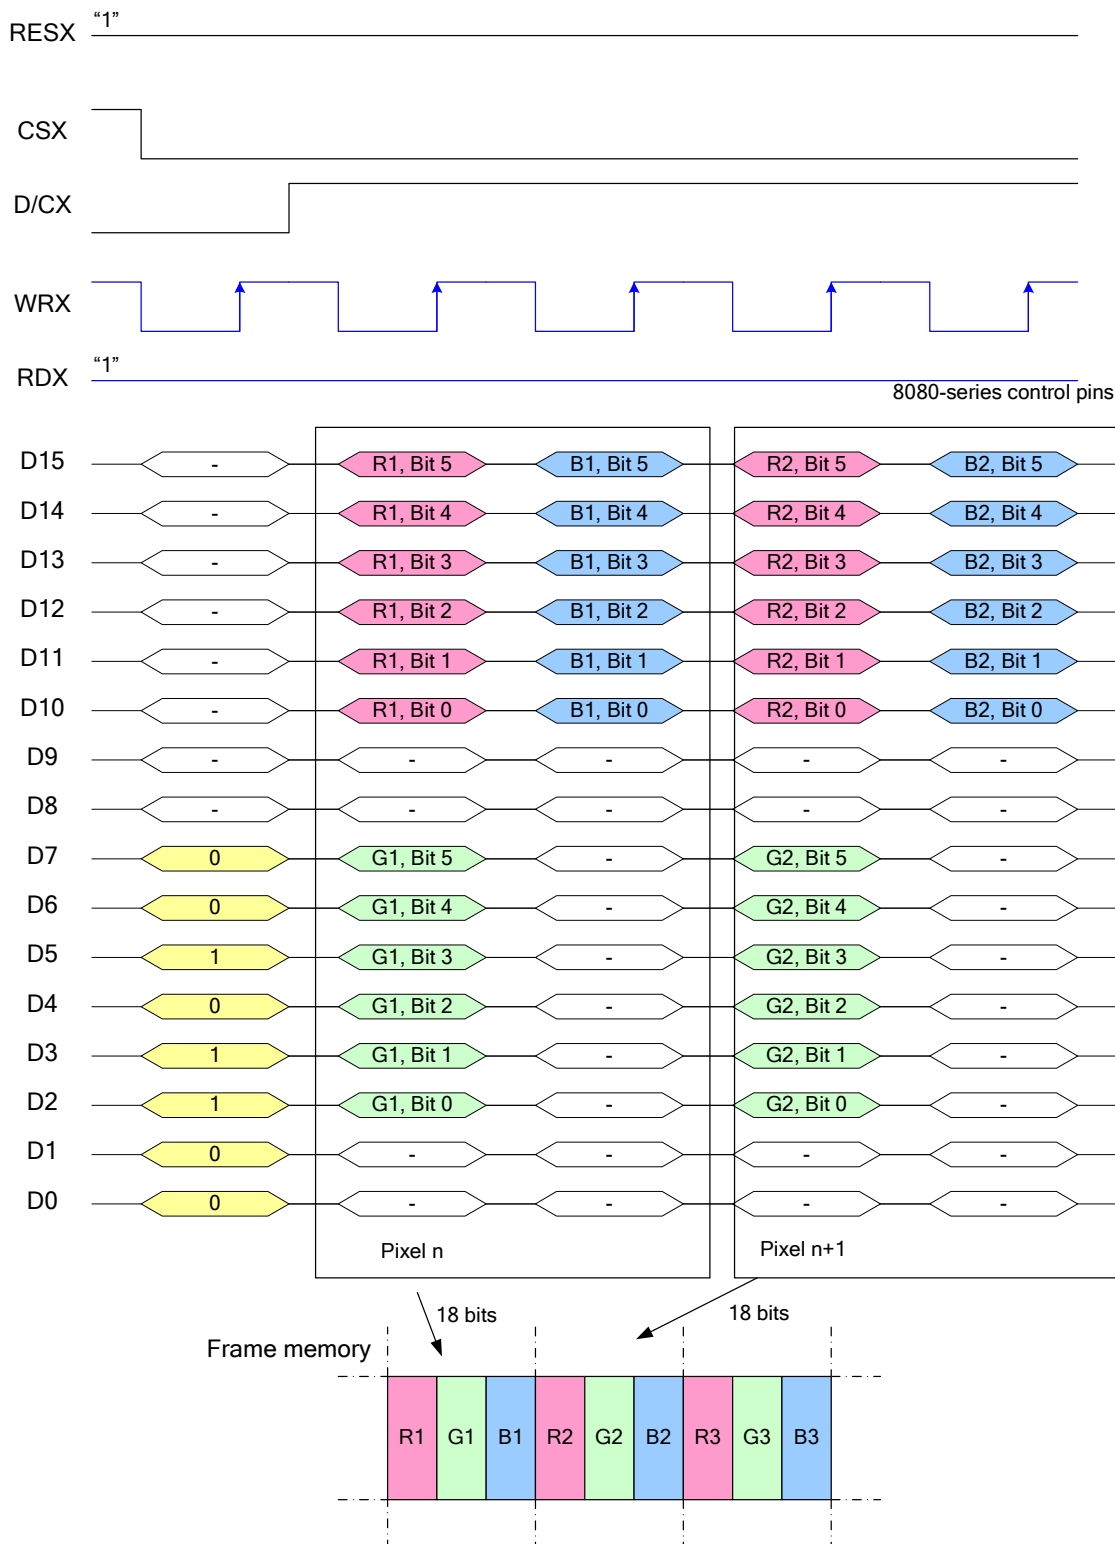 RESX “1”
CSX
D/CX
WRX
RDX “1”
8080-series control pins
D15 - R1, Bit 5 B1, Bit 5 R2, Bit 5 B2, Bit 5
D14 - R1, Bit 4 B1, Bit 4 R2, Bit 4 B2, Bit 4
D13 - R1, Bit 3 B1, Bit 3 R2, Bit 3 B2, Bit 3
D12 - R1, Bit 2 B1, Bit 2 R2, Bit 2 B2, Bit 2
D11 - R1, Bit 1 B1, Bit 1 R2, Bit 1 B2, Bit 1
D10 - R1, Bit 0 B1, Bit 0 R2, Bit 0 B2, Bit 0
D9 - - - - -
D8 - - - - -
D7 0 G1, Bit 5 - G2, Bit 5 -
D6 0 G1, Bit 4 - G2, Bit 4 -
D5 1 G1, Bit 3 - G2, Bit 3 -
D4 0 G1, Bit 2 - G2, Bit 2 -
D3 1 G1, Bit 1 - G2, Bit 1 -
D2 1 G1, Bit 0 - G2, Bit 0 -
D1 0 - - - -
D0 0 - - - -
Pixel n Pixel n+1
18 bits 18 bits
Frame memory
R1 G1 B1 R2 G2 B2 R3 G3 B3